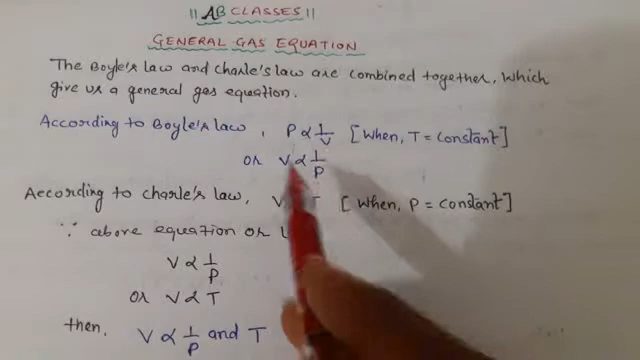 || AB CLASSES ||
GENERAL GAS EQUATION
The Boyle's law and charle's law are combined together, which
give us a general gas equation.
According to Boyle's law, P ∝ 1/V [When, T = constant]
or V ∝ 1/P
According to charle's law, V T [when, P = constant]
∵ above equation or
V ∝ 1/P
or V ∝ T
then, V ∝ 1/P and T